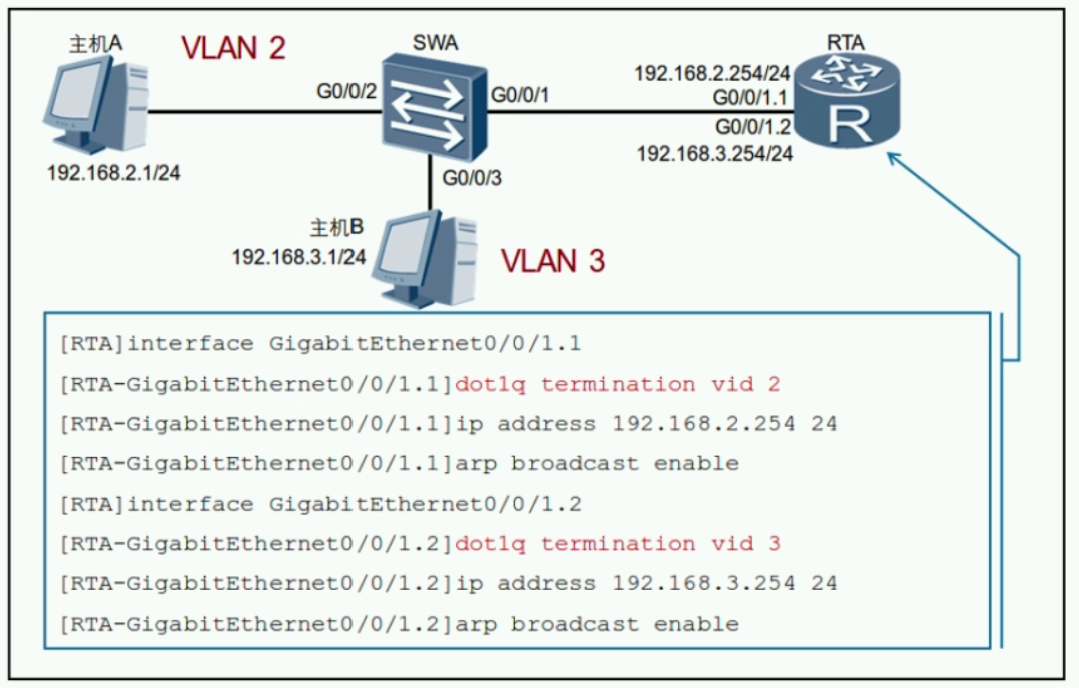 主机A
VLAN 2
SWA
RTA
G0/0/2
G0/0/1
192.168.2.254/24
G0/0/1.1
G0/0/1.2
192.168.3.254/24
R
192.168.2.1/24
G0/0/3
主机B
192.168.3.1/24
VLAN 3
[RTA]interface GigabitEthernet0/0/1.1
[RTA-GigabitEthernet0/0/1.1]dot1q termination vid 2
[RTA-GigabitEthernet0/0/1.1]ip address 192.168.2.254 24
[RTA-GigabitEthernet0/0/1.1]arp broadcast enable
[RTA]interface GigabitEthernet0/0/1.2
[RTA-GigabitEthernet0/0/1.2]dot1q termination vid 3
[RTA-GigabitEthernet0/0/1.2]ip address 192.168.3.254 24
[RTA-GigabitEthernet0/0/1.2]arp broadcast enable